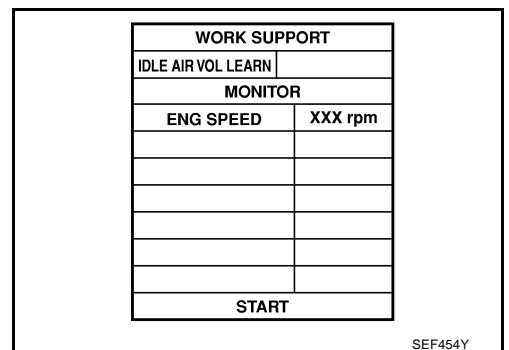 WORK SUPPORT
IDLE AIR VOL LEARN
MONITOR
ENG SPEED XXX rpm
START
SEF454Y